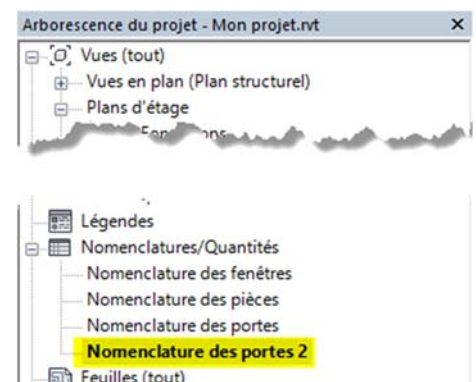 Arborescence du projet - Mon projet.rvt
Vues (tout)
Vues en plan (Plan structurel)
Plans d'étage
Légendes
Nomenclatures/Quantités
Nomenclature des fenêtres
Nomenclature des pièces
Nomenclature des portes
Nomenclature des portes 2
Feuilles (tout)